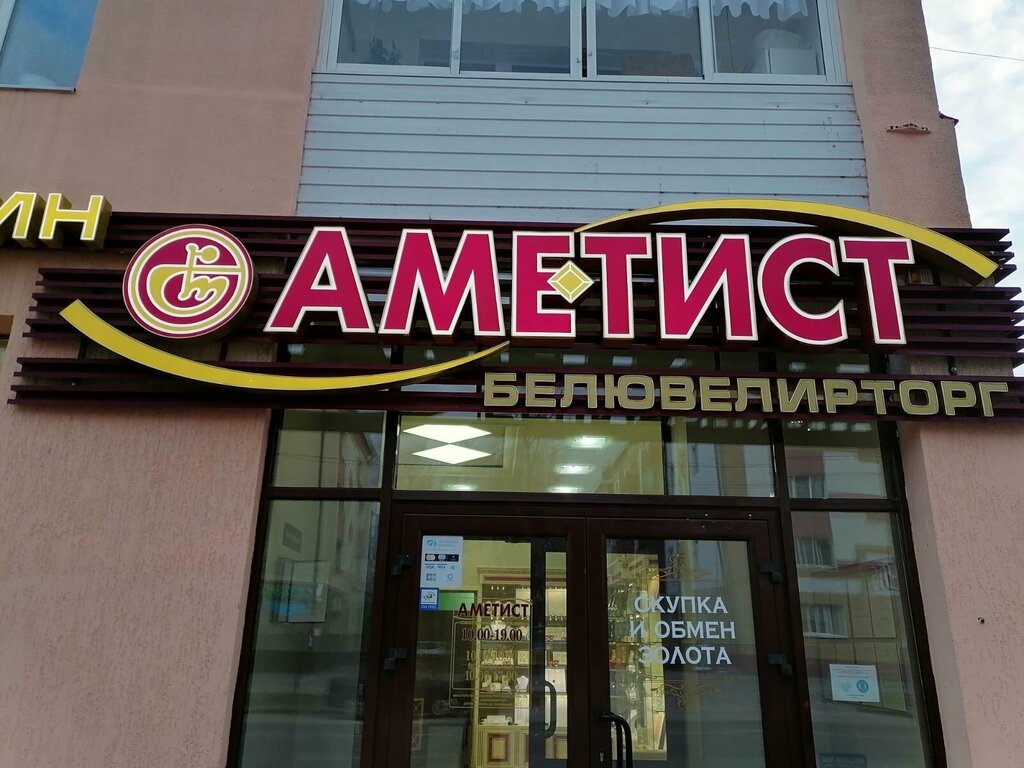 ИН
АМЕТИСТ
БЕЛЮВЕЛИРТОРГ
АМЕТИСТ
10.00-19.00
СКУПКА
И ОБМЕН
ЗОЛОТА